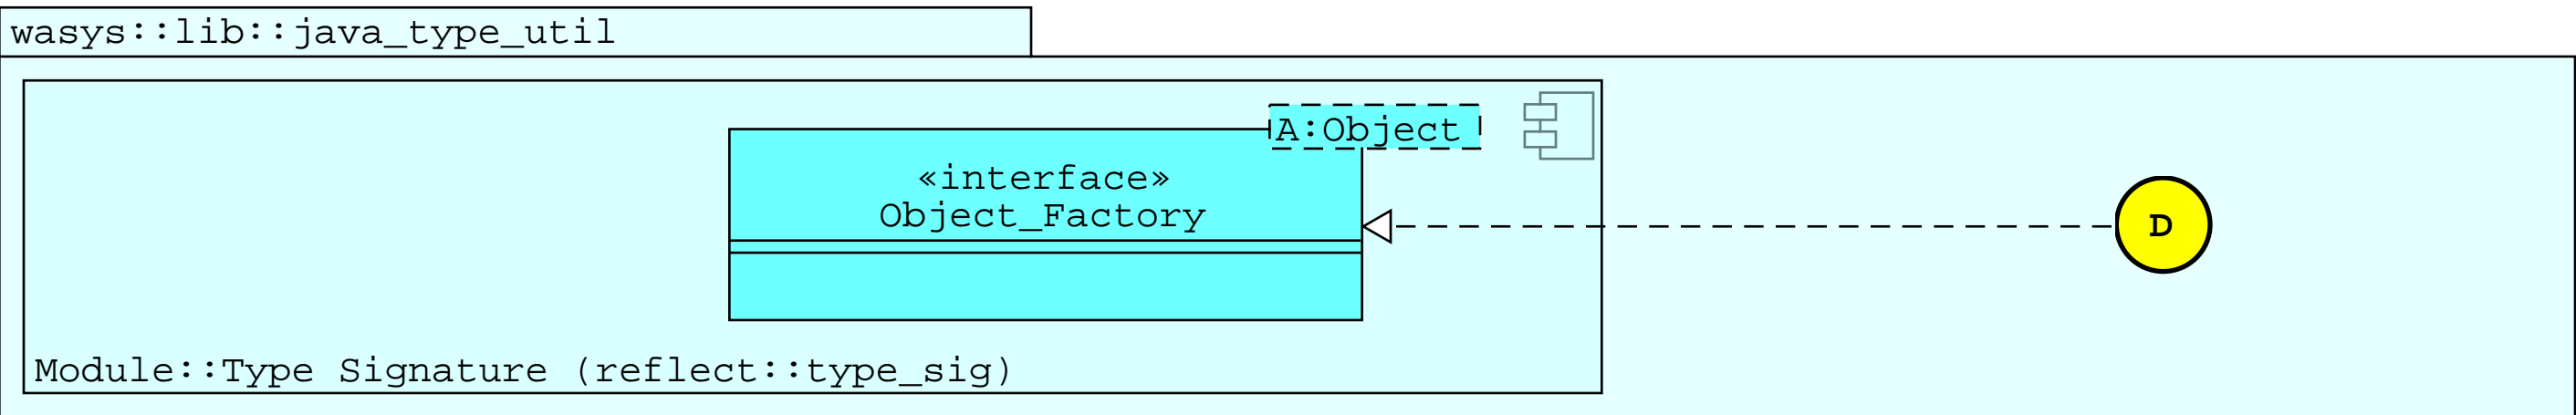 wasys::lib::java_type_util
A:Object
«interface»
Object_Factory
D
Module::Type Signature (reflect::type_sig)